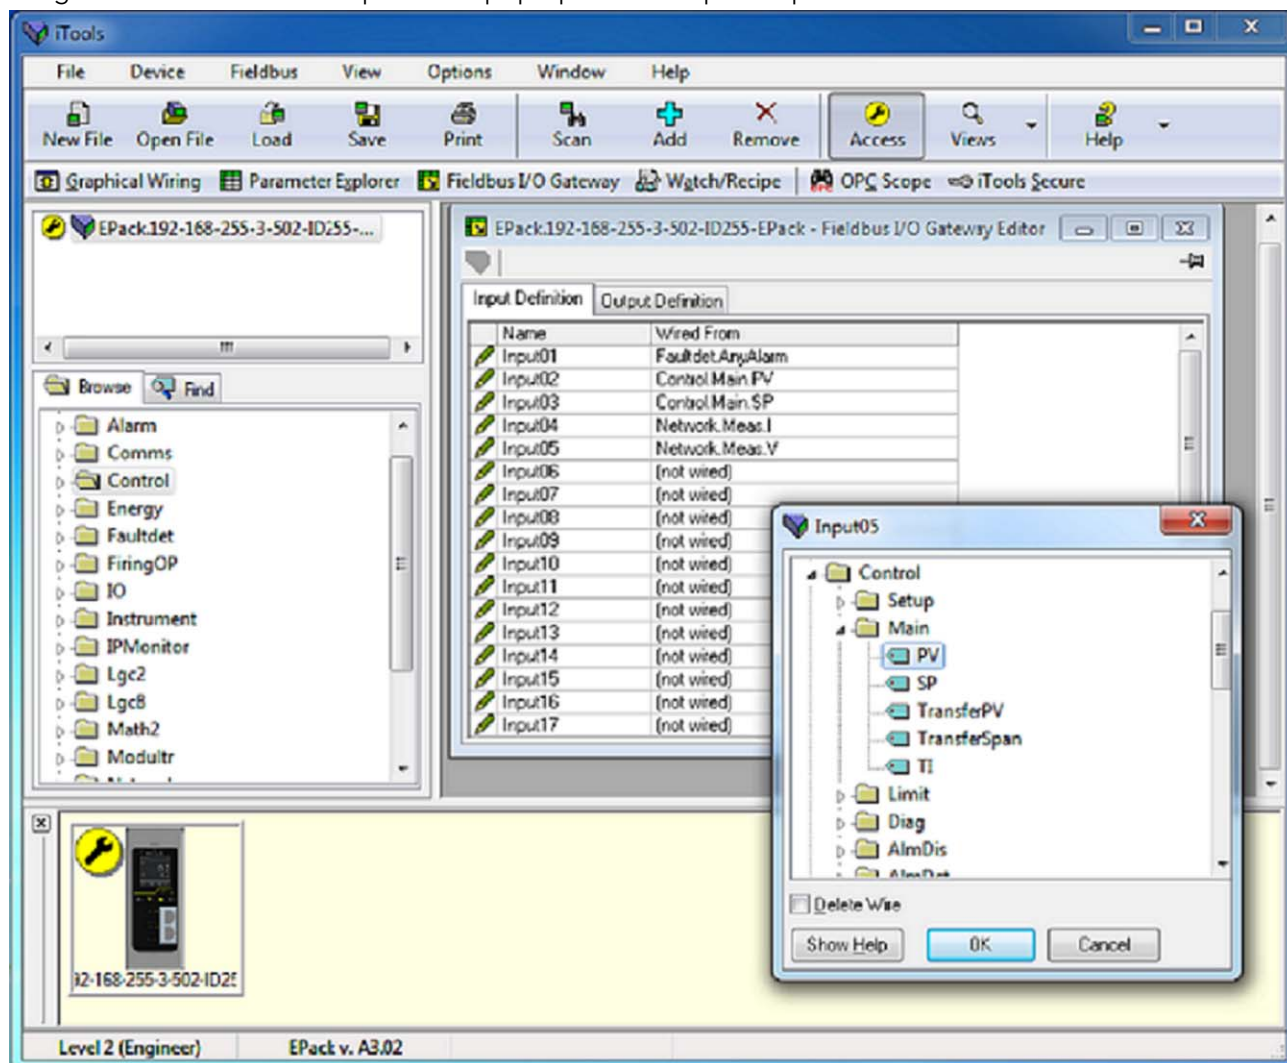 iTools
File Device Fieldbus View Options Window Help
New File Open File Load Save Print Scan Add Remove Access Views Help
Graphical Wiring Parameter Explorer Fieldbus I/O Gateway Watch/Recipe OPC Scope iTools Secure
EPack.192-168-255-3-502-ID255-...
EPack.192-168-255-3-502-ID255-EPack - Fieldbus I/O Gateway Editor
Input Definition Output Definition
Name Wired From
Input01 Faultdet.AnyAlarm
Input02 Control.Main.PV
Input03 Control.Main.SP
Input04 Network.Meas.I
Input05 Network.Meas.V
Input06 (not wired)
Input07 (not wired)
Input08 (not wired)
Input09 (not wired)
Input10 (not wired)
Input11 (not wired)
Input12 (not wired)
Input13 (not wired)
Input14 (not wired)
Input15 (not wired)
Input16 (not wired)
Input17 (not wired)
Browse Find
Alarm
Comms
Control
Energy
Faultdet
FiringOP
IO
Instrument
IPMonitor
Lgc2
Lgc8
Math2
Modultr
Input05
Control
Setup
Main
PV
SP
TransferPV
TransferSpan
TI
Limit
Diag
AlmDis
Delete Wire
Show Help OK Cancel
92-168-255-3-502-ID25
Level 2 (Engineer) EPack v. A3.02